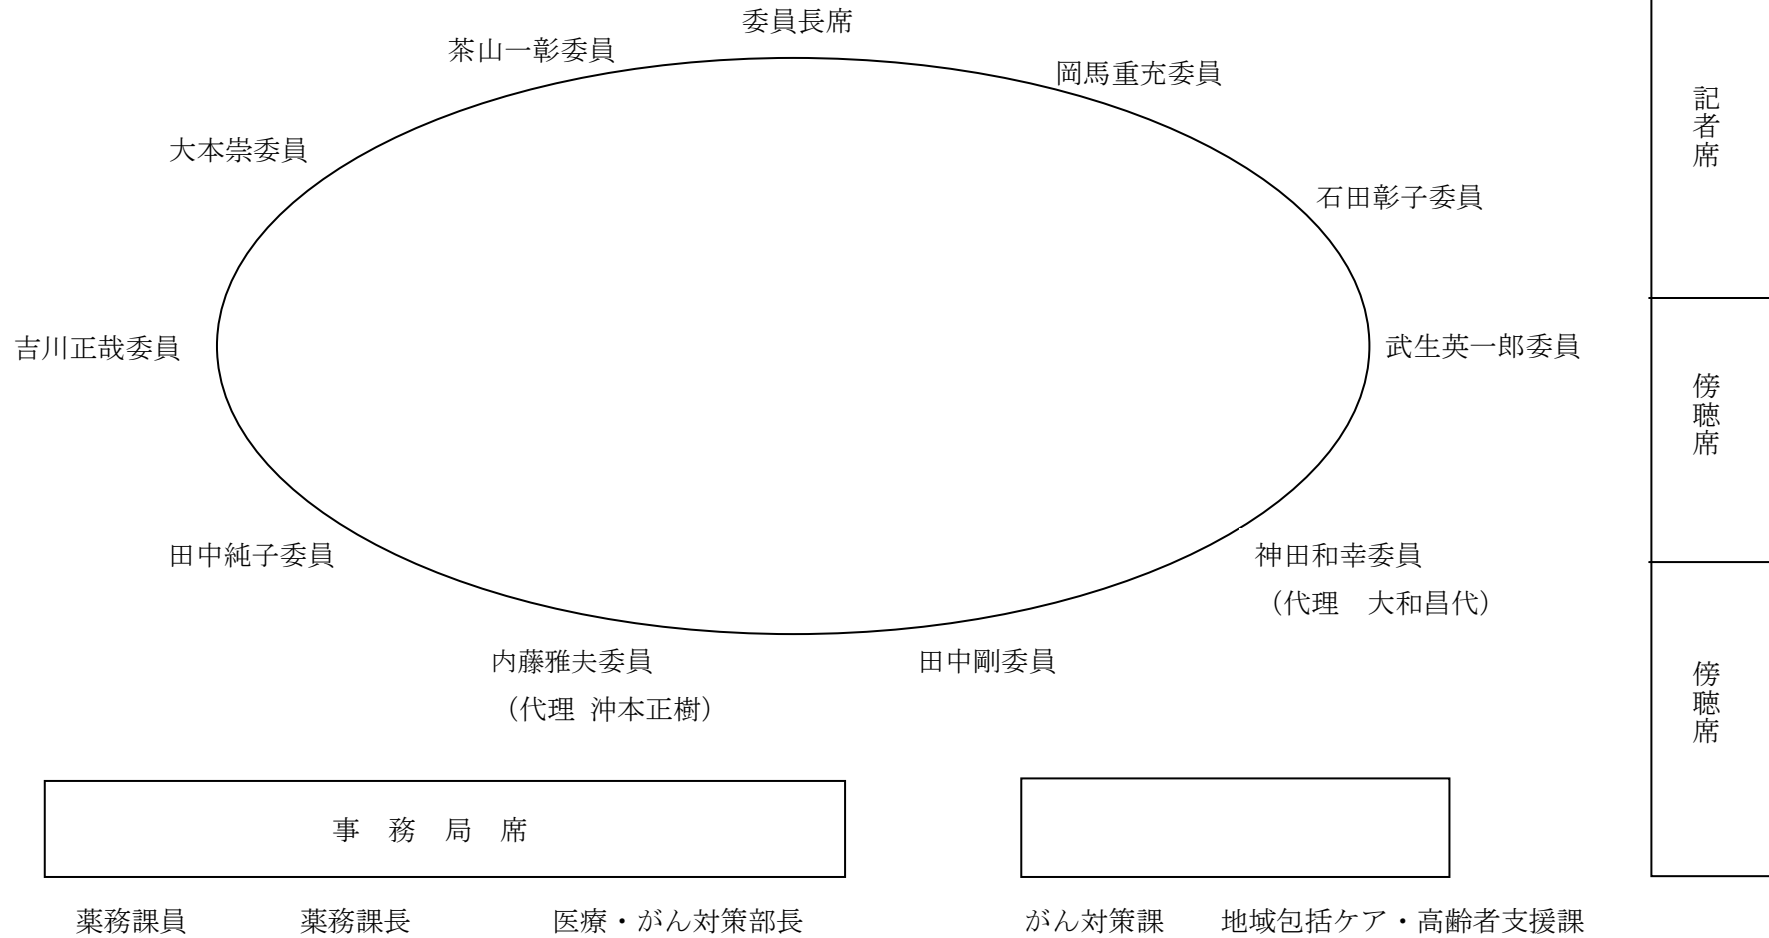 委員長席
茶山一彰委員
岡馬重充委員
大本崇委員
石田彰子委員
吉川正哉委員
武生英一郎委員
田中純子委員
神田和幸委員
（代理　大和昌代）
内藤雅夫委員
（代理 沖本正樹）
田中剛委員
記者席
傍聴席
傍聴席
事　務　局　席
薬務課員
薬務課長
医療・がん対策部長
がん対策課
地域包括ケア・高齢者支援課